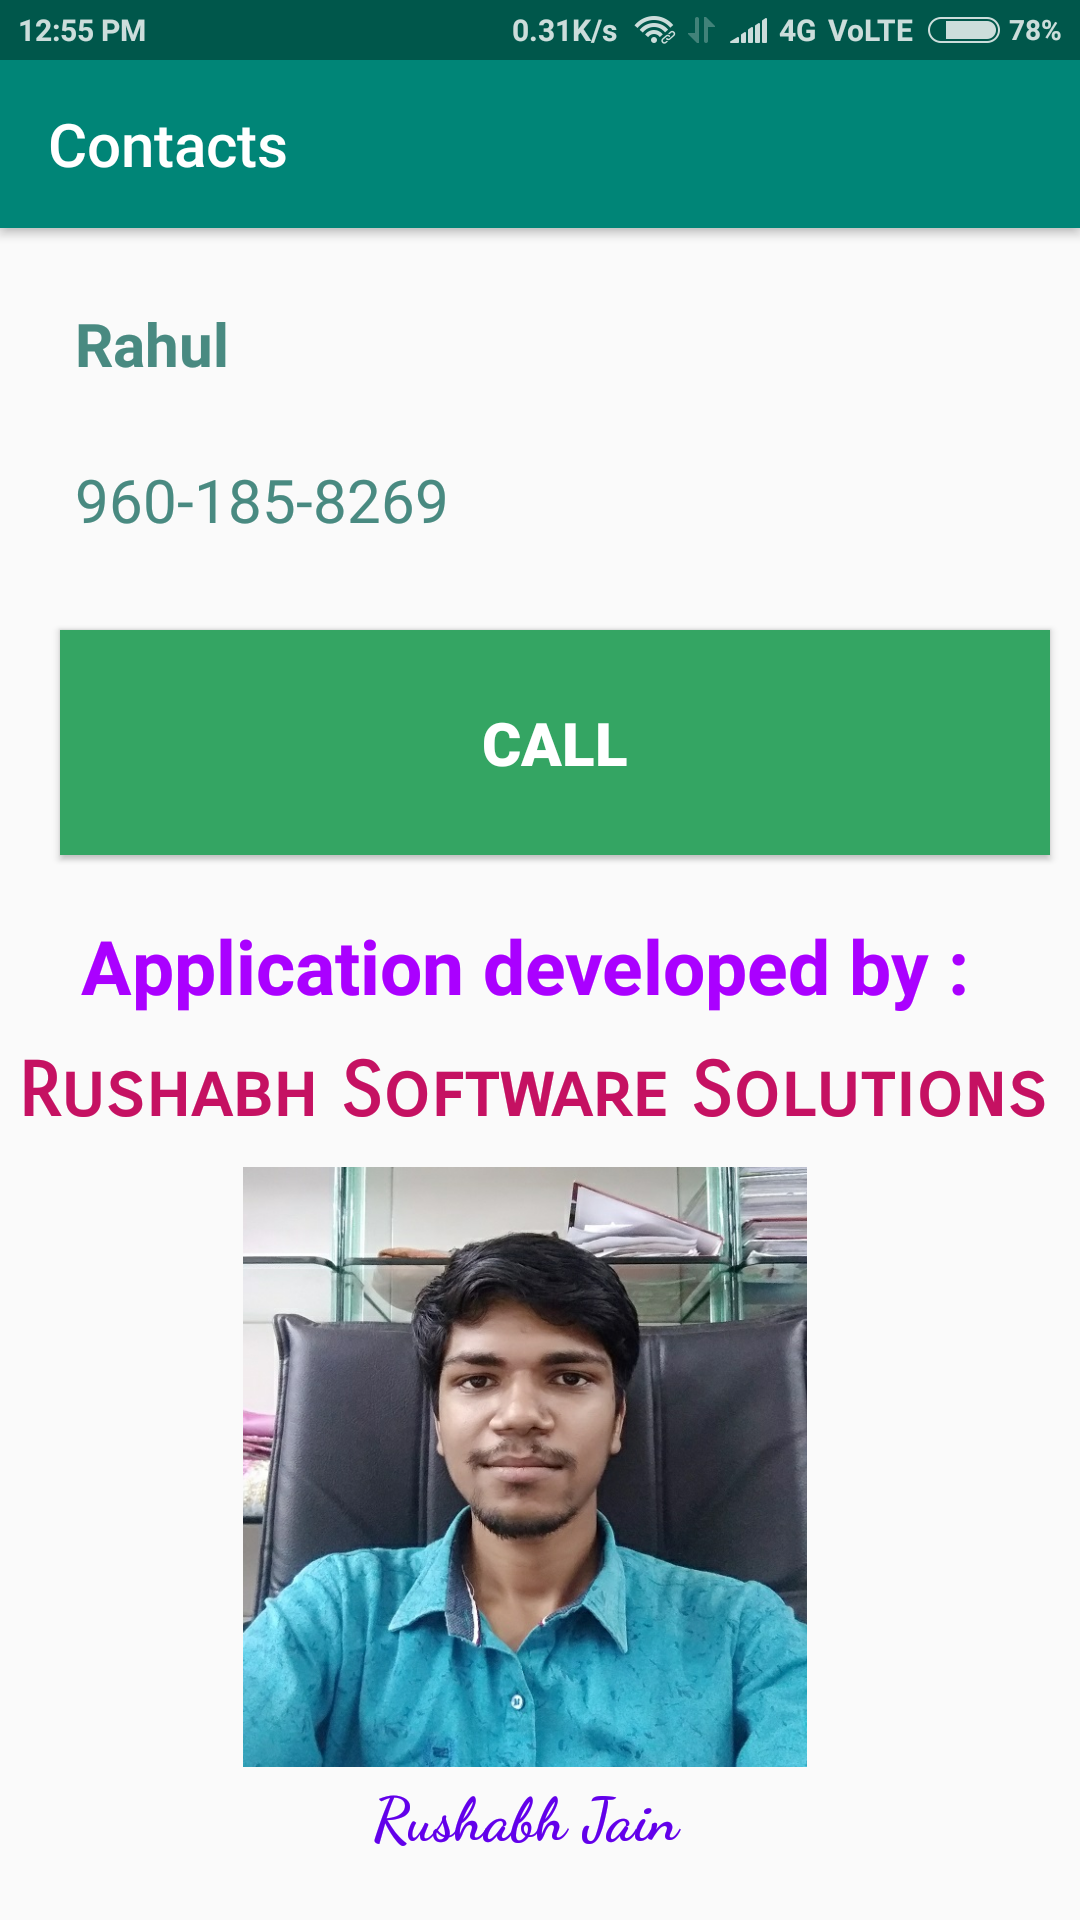 12:55 PM 0.31K/s 4G VoLTE 78%
Contacts
Rahul
960-185-8269
CALL
Application developed by :
Rushabh Software Solutions
Rushabh Jain